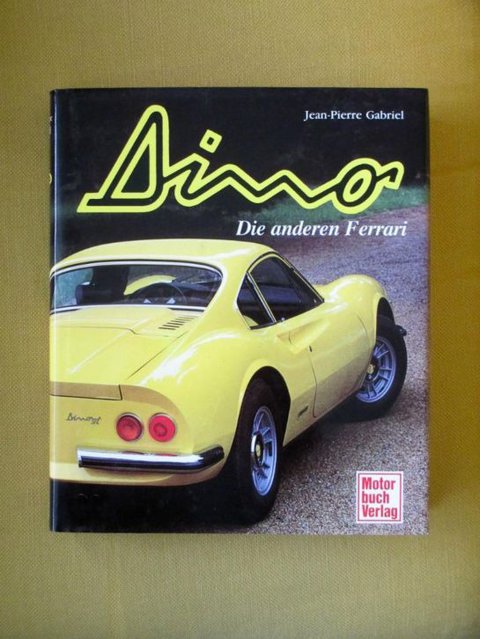 Jean-Pierre Gabriel
Dino
Die anderen Ferrari
Dino
Motor
buch
Verlag